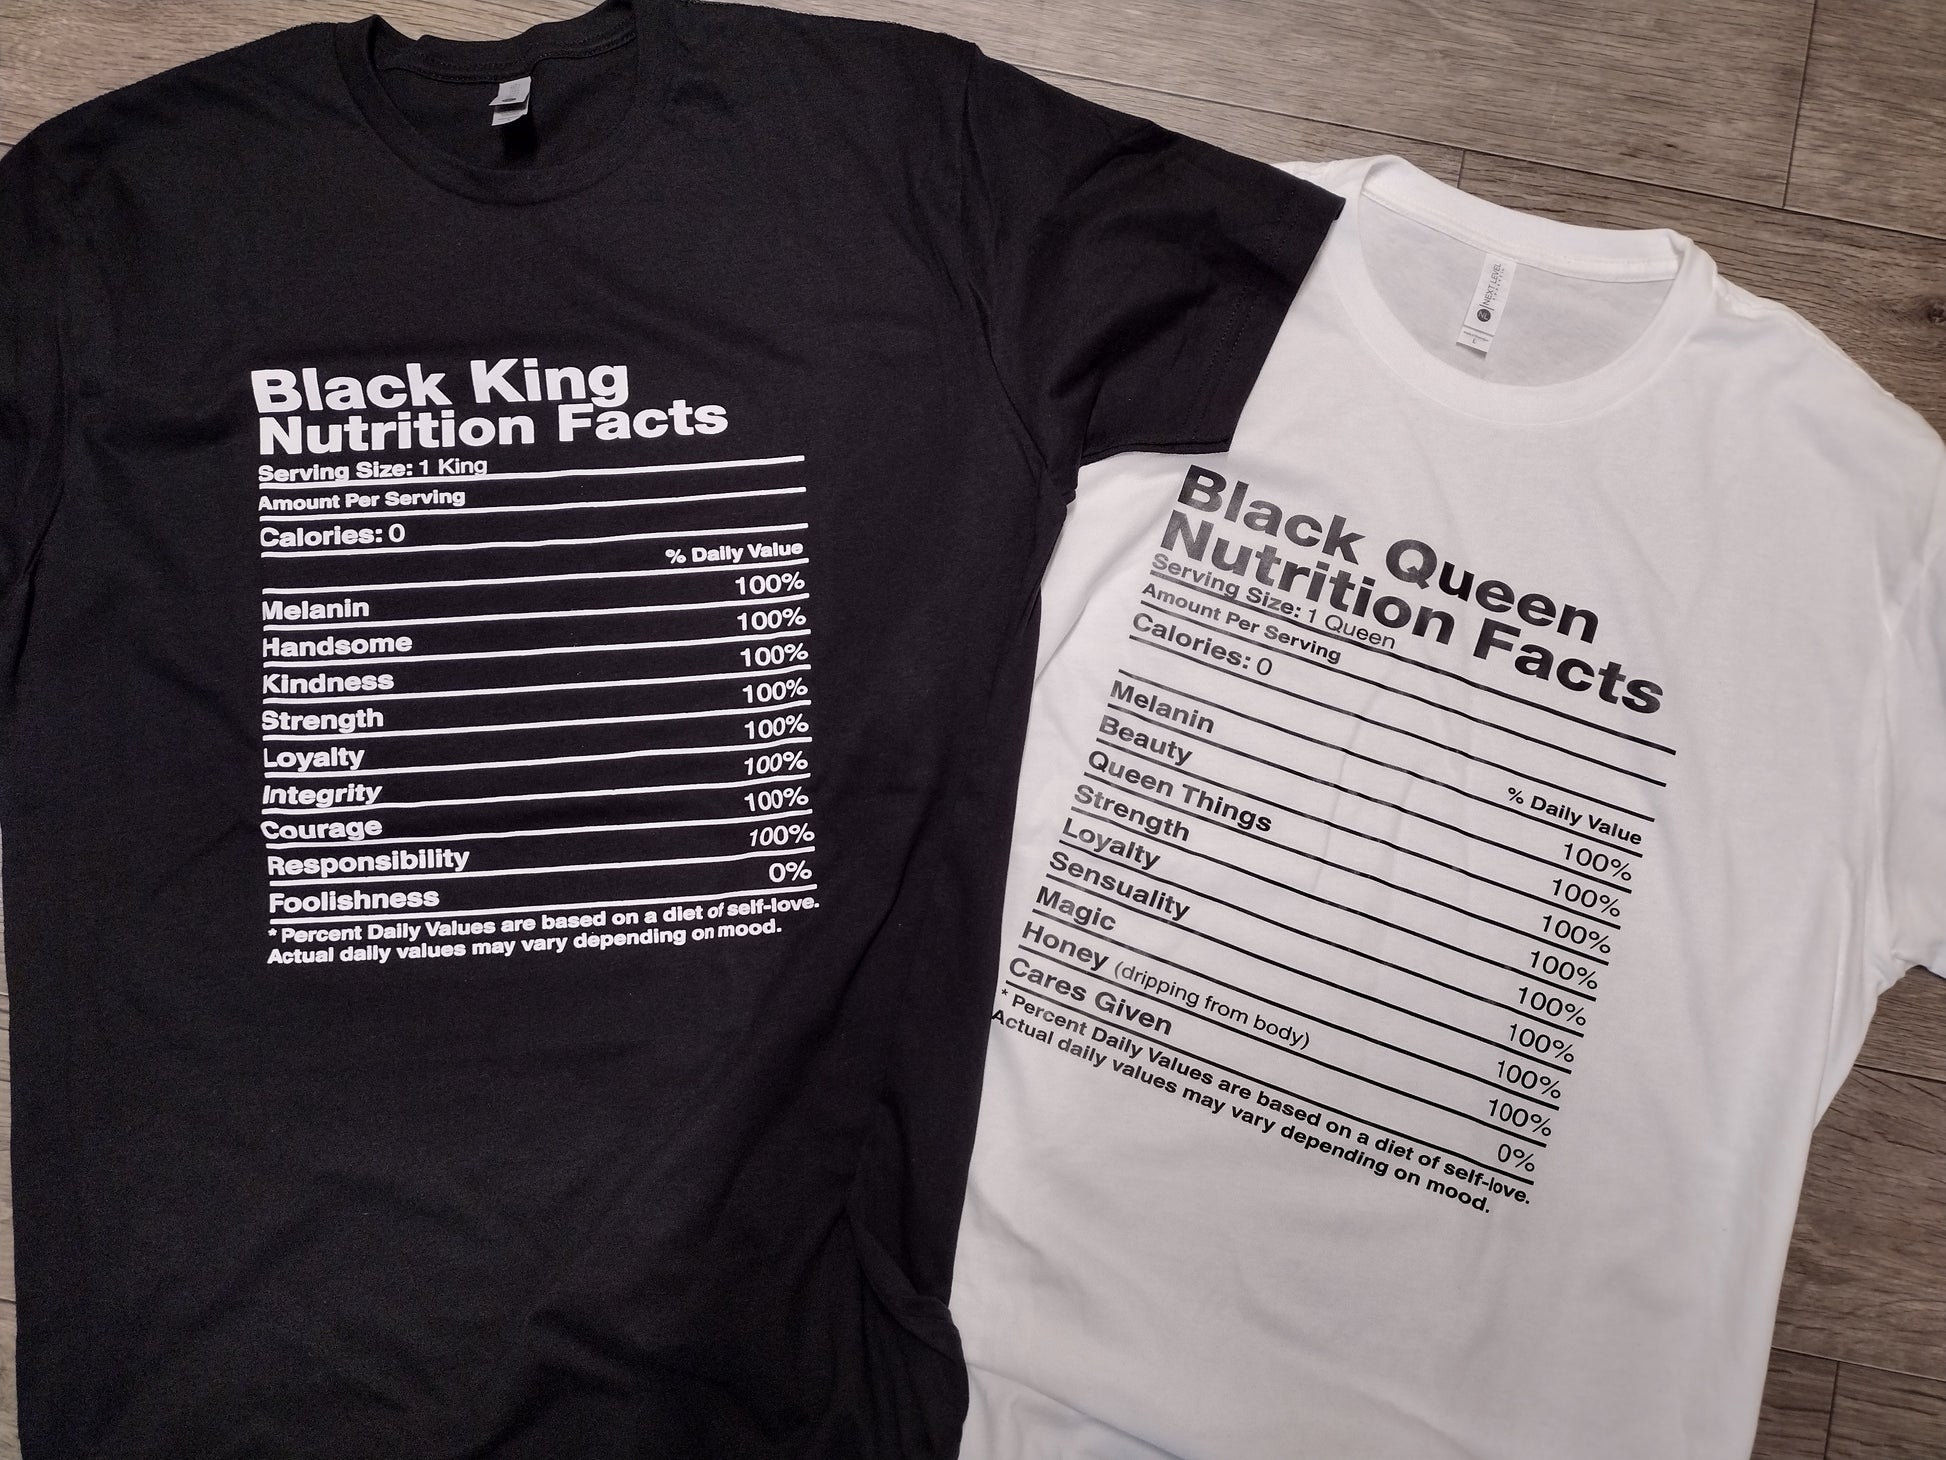 Black King
Nutrition Facts
Serving Size: 1 King
Amount Per Serving
Calories: 0
% Daily Value
100%
Melanin
100%
Handsome
100%
Kindness
100%
Strength
100%
Loyalty
100%
Integrity
100%
Courage
100%
Responsibility
0%
Foolishness
* Percent Daily Values are based on a diet of self-love.
Actual daily values may vary depending on mood.
NL NEXT LEVEL
L
Black Queen
Nutrition Facts
Serving Size: 1 Queen
Amount Per Serving
Calories: 0
% Daily Value
Melanin 100%
Beauty 100%
Queen Things 100%
Strength 100%
Loyalty 100%
Sensuality 100%
Magic 100%
Honey (dripping from body) 100%
Cares Given 0%
* Percent Daily Values are based on a diet of self-love.
Actual daily values may vary depending on mood.